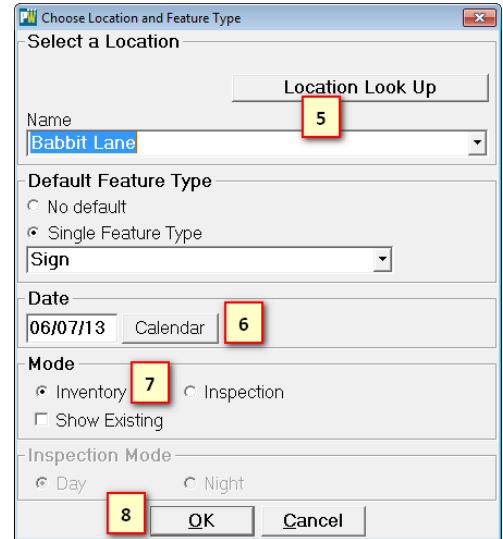 PW Choose Location and Feature Type
Select a Location
Location Look Up
5
Name
Babbit Lane
Default Feature Type
No default
Single Feature Type
Sign
Date
06/07/13 Calendar 6
Mode
Inventory 7 Inspection
Show Existing
Inspection Mode
Day Night
8 OK Cancel